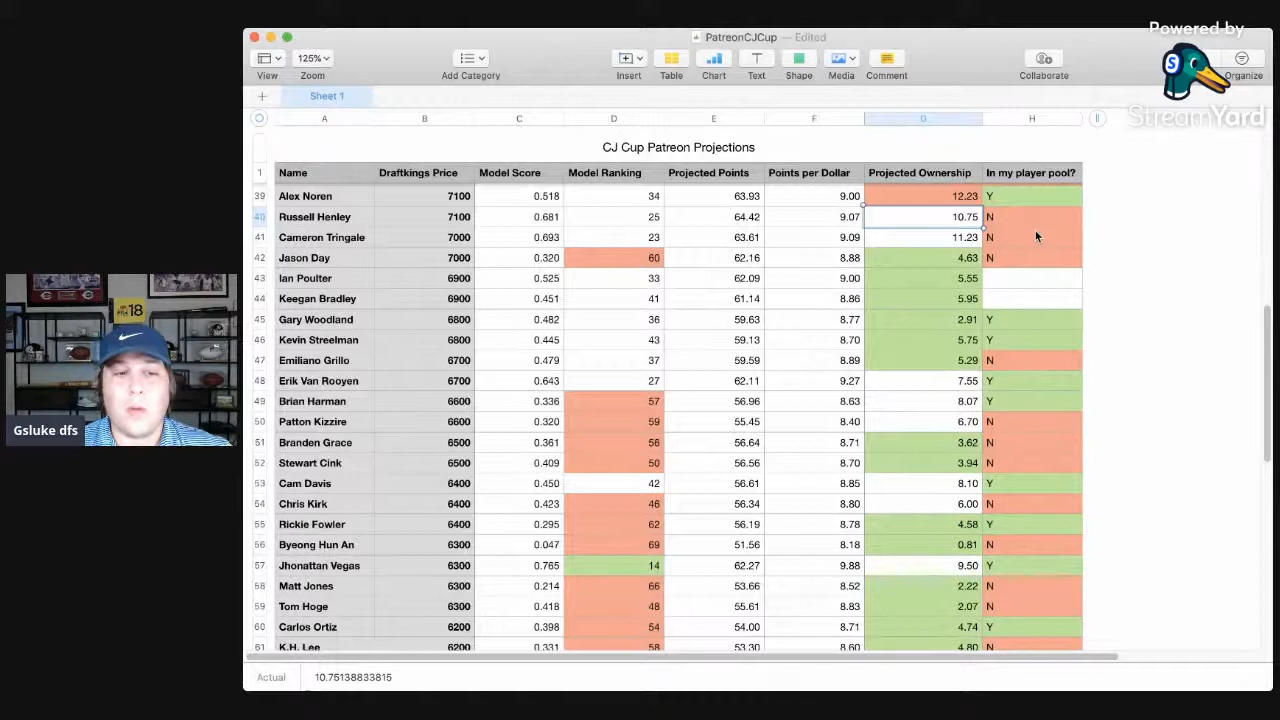 Powered by
StreamYard
PatreonCJCup — Edited
125%
View Zoom Add Category Insert Table Chart Text Shape Media Comment Collaborate Organize
Sheet 1
A B C D E F G H
CJ Cup Patreon Projections
1 Name Draftkings Price Model Score Model Ranking Projected Points Points per Dollar Projected Ownership In my player pool?
39 Alex Noren 7100 0.518 34 63.93 9.00 12.23 Y
40 Russell Henley 7100 0.681 25 64.42 9.07 10.75 N
41 Cameron Tringale 7000 0.693 23 63.61 9.09 11.23 N
42 Jason Day 7000 0.320 60 62.16 8.88 4.63 N
43 Ian Poulter 6900 0.525 33 62.09 9.00 5.55
44 Keegan Bradley 6900 0.451 41 61.14 8.86 5.95
45 Gary Woodland 6800 0.482 36 59.63 8.77 2.91 Y
46 Kevin Streelman 6800 0.445 43 59.13 8.70 5.75 Y
47 Emiliano Grillo 6700 0.479 37 59.59 8.89 5.29 N
48 Erik Van Rooyen 6700 0.643 27 62.11 9.27 7.55 Y
49 Brian Harman 6600 0.336 57 56.96 8.63 8.07 Y
50 Patton Kizzire 6600 0.320 59 55.45 8.40 6.70 N
51 Branden Grace 6500 0.361 56 56.64 8.71 3.62 N
52 Stewart Cink 6500 0.409 50 56.56 8.70 3.94 N
53 Cam Davis 6400 0.450 42 56.61 8.85 8.10 Y
54 Chris Kirk 6400 0.423 46 56.34 8.80 6.00 N
55 Rickie Fowler 6400 0.295 62 56.19 8.78 4.58 Y
56 Byeong Hun An 6300 0.047 69 51.56 8.18 0.81 N
57 Jhonattan Vegas 6300 0.765 14 62.27 9.88 9.50 Y
58 Matt Jones 6300 0.214 66 53.66 8.52 2.22 N
59 Tom Hoge 6300 0.418 48 55.61 8.83 2.07 N
60 Carlos Ortiz 6200 0.398 54 54.00 8.71 4.74 Y
61 K.H. Lee 6200 0.331 58 53.30 8.60 4.80 N
Actual 10.75138833815
18
Gsluke dfs